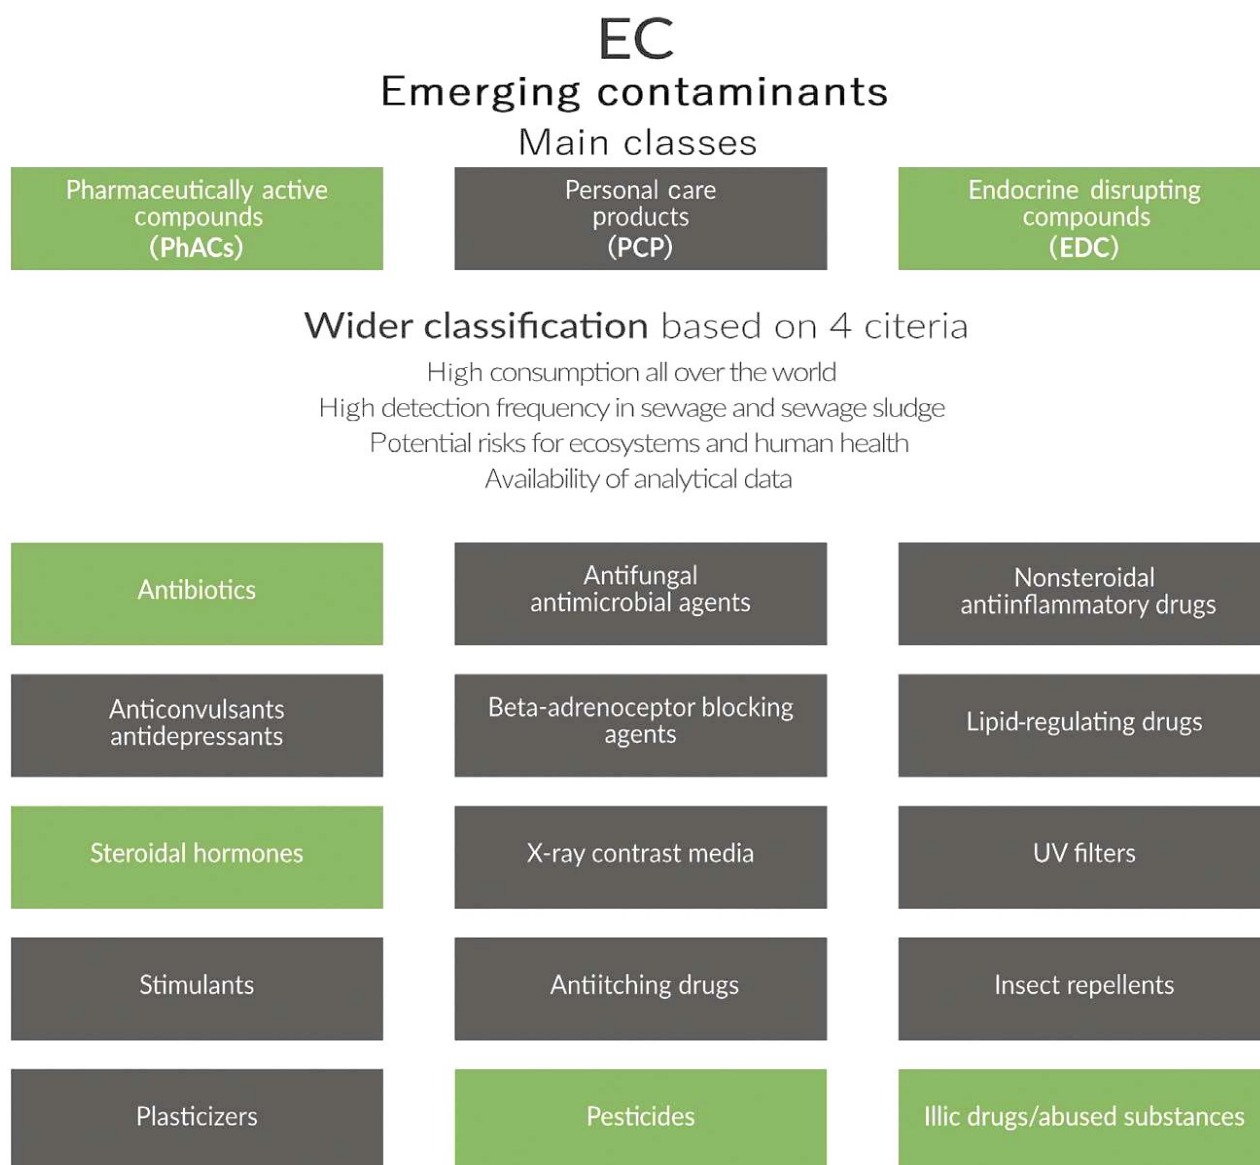 EC
Emerging contaminants
Main classes
Pharmaceutically active
compounds
(PhACs)
Personal care
products
(PCP)
Endocrine disrupting
compounds
(EDC)
Wider classification based on 4 citeria
High consumption all over the world
High detection frequency in sewage and sewage sludge
Potential risks for ecosystems and human health
Availability of analytical data
Antibiotics
Antifungal
antimicrobial agents
Nonsteroidal
antiinflammatory drugs
Anticonvulsants
antidepressants
Beta-adrenoceptor blocking
agents
Lipid-regulating drugs
Steroidal hormones
X-ray contrast media
UV filters
Stimulants
Antiitching drugs
Insect repellents
Plasticizers
Pesticides
Illic drugs/abused substances